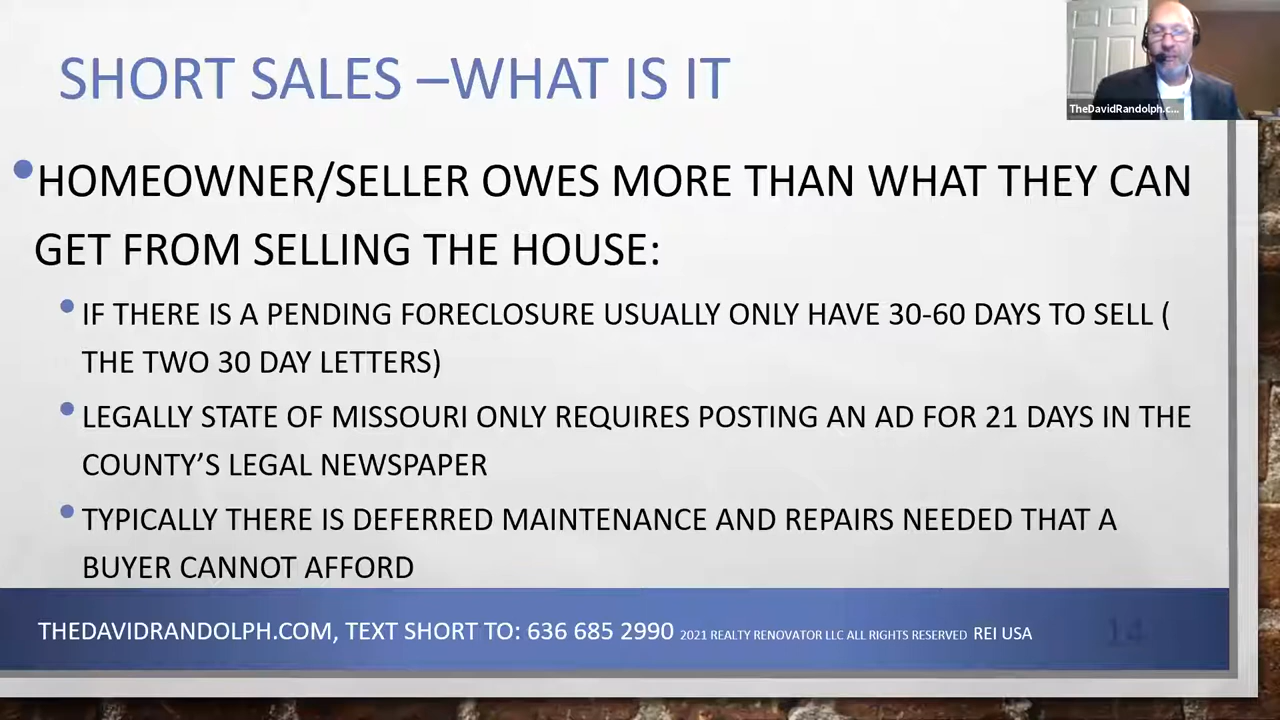 SHORT SALES –WHAT IS IT
TheDavidRandolph.c...
•HOMEOWNER/SELLER OWES MORE THAN WHAT THEY CAN
GET FROM SELLING THE HOUSE:
•IF THERE IS A PENDING FORECLOSURE USUALLY ONLY HAVE 30-60 DAYS TO SELL (
THE TWO 30 DAY LETTERS)
•LEGALLY STATE OF MISSOURI ONLY REQUIRES POSTING AN AD FOR 21 DAYS IN THE
COUNTY’S LEGAL NEWSPAPER
•TYPICALLY THERE IS DEFERRED MAINTENANCE AND REPAIRS NEEDED THAT A
BUYER CANNOT AFFORD
THEDAVIDRANDOLPH.COM, TEXT SHORT TO: 636 685 2990 2021 REALTY RENOVATOR LLC ALL RIGHTS RESERVED REI USA 14